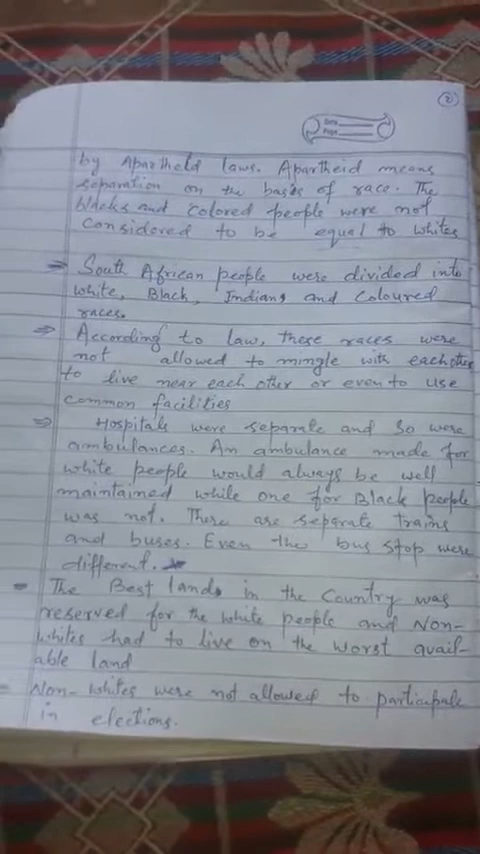 2
Date
Page
by Apartheid laws. Apartheid means
separation on the basis of race. The
blacks and colored people were not
considered to be equal to whites
⇒ South African people were divided into
white, Black, Indians and Coloured
races.
⇒ According to law, these races were
not allowed to mingle with each other
to live near each other or even to use
common facilities
⇒ Hospitals were separate and so were
ambulances. An ambulance made for
white people would always be well
maintained while one for Black people
was not. There are separate trains
and buses. Even the bus stop were
different.
- The Best lands in the Country was
reserved for the white people and Non-
whites had to live on the worst avail-
able land
- Non-whites were not allowed to participate
in elections.